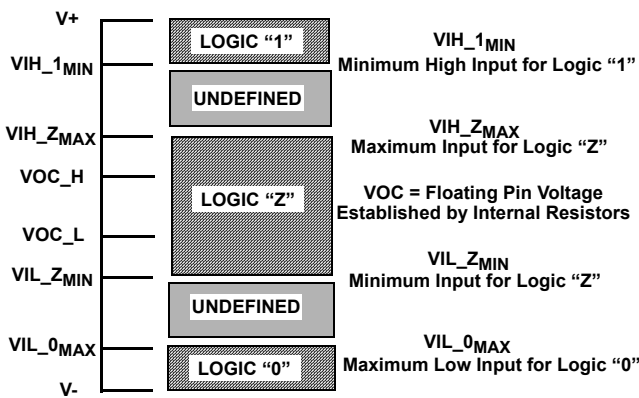 V+
LOGIC “1”
VIH_1MIN
VIH_1MIN
Minimum High Input for Logic “1”
UNDEFINED
VIH_ZMAX
VIH_ZMAX
Maximum Input for Logic “Z”
VOC_H
LOGIC “Z”
VOC = Floating Pin Voltage
Established by Internal Resistors
VOC_L
VIL_ZMIN
VIL_ZMIN
Minimum Input for Logic “Z”
UNDEFINED
VIL_0MAX
VIL_0MAX
Maximum Low Input for Logic “0”
LOGIC “0”
V-